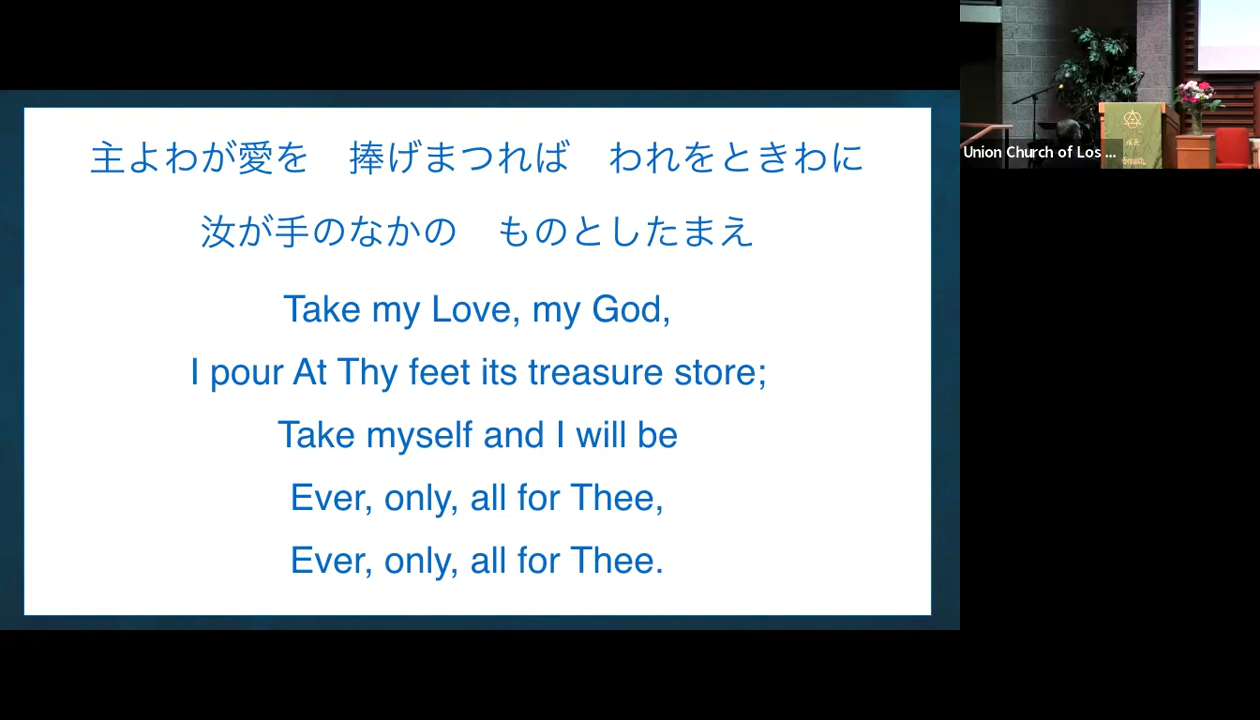 主よわが愛を　捧げまつれば　われをときわに
汝が手のなかの　ものとしたまえ
Take my Love, my God,
I pour At Thy feet its treasure store;
Take myself and I will be
Ever, only, all for Thee,
Ever, only, all for Thee.
Union Church of Los ...